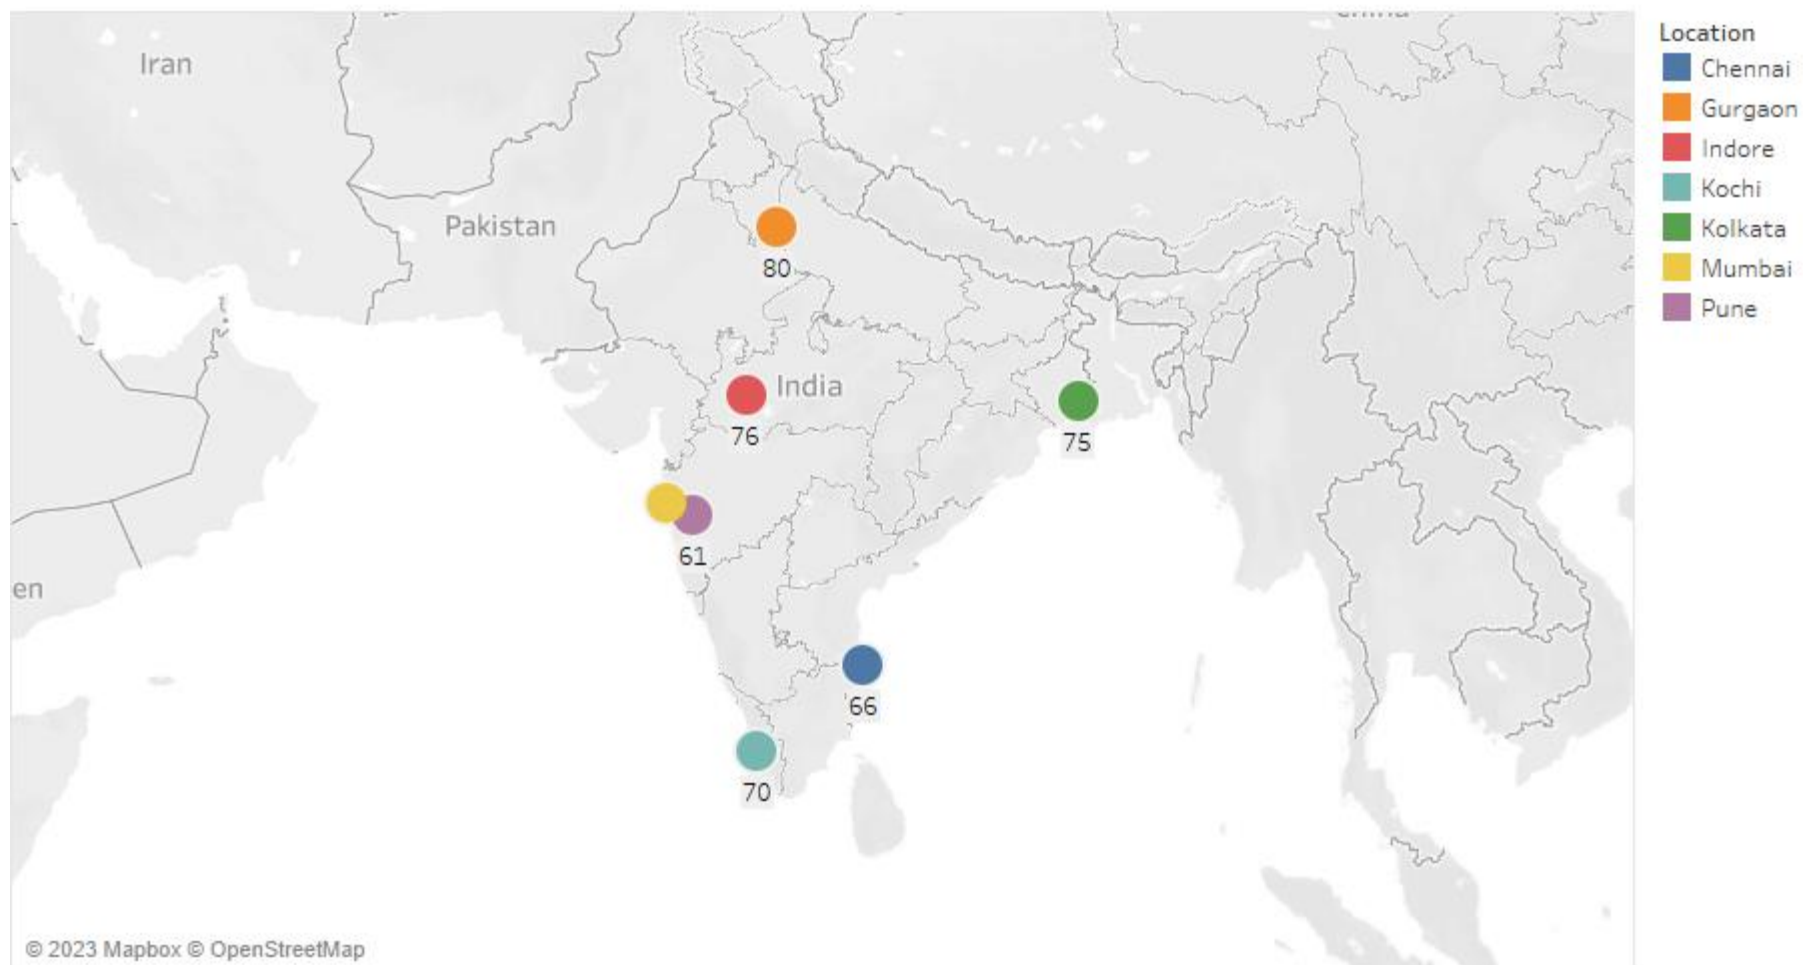 Iran
Pakistan
India
en
80
76
75
61
66
70
Location
Chennai
Gurgaon
Indore
Kochi
Kolkata
Mumbai
Pune
© 2023 Mapbox © OpenStreetMap